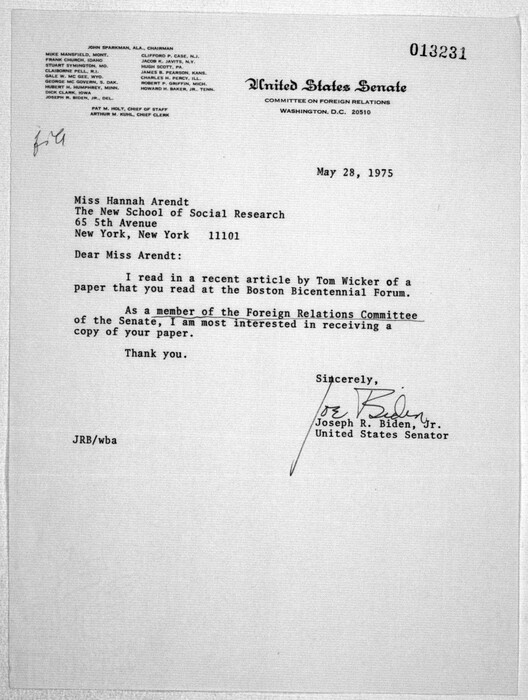 JOHN SPARKMAN, ALA., CHAIRMAN
MIKE MANSFIELD, MONT.
FRANK CHURCH, IDAHO
STUART SYMINGTON, MO.
CLAIBORNE PELL, R.I.
GALE W. MC GEE, WYO.
GEORGE MC GOVERN, S. DAK.
HUBERT H. HUMPHREY, MINN.
DICK CLARK, IOWA
JOSEPH R. BIDEN, JR., DEL.
CLIFFORD P. CASE, N.J.
JACOB K. JAVITS, N.Y.
HUGH SCOTT, PA.
JAMES B. PEARSON, KANS.
CHARLES H. PERCY, ILL.
ROBERT P. GRIFFIN, MICH.
HOWARD H. BAKER, JR., TENN.
PAT M. HOLT, CHIEF OF STAFF
ARTHUR M. KUHL, CHIEF CLERK
013231
United States Senate
COMMITTEE ON FOREIGN RELATIONS
WASHINGTON, D.C. 20510
May 28, 1975
Miss Hannah Arendt
The New School of Social Research
65 5th Avenue
New York, New York 11101
Dear Miss Arendt:
I read in a recent article by Tom Wicker of a
paper that you read at the Boston Bicentennial Forum.
As a member of the Foreign Relations Committee
of the Senate, I am most interested in receiving a
copy of your paper.
Thank you.
Sincerely,
Joe Biden
Joseph R. Biden, Jr.
United States Senator
JRB/wba